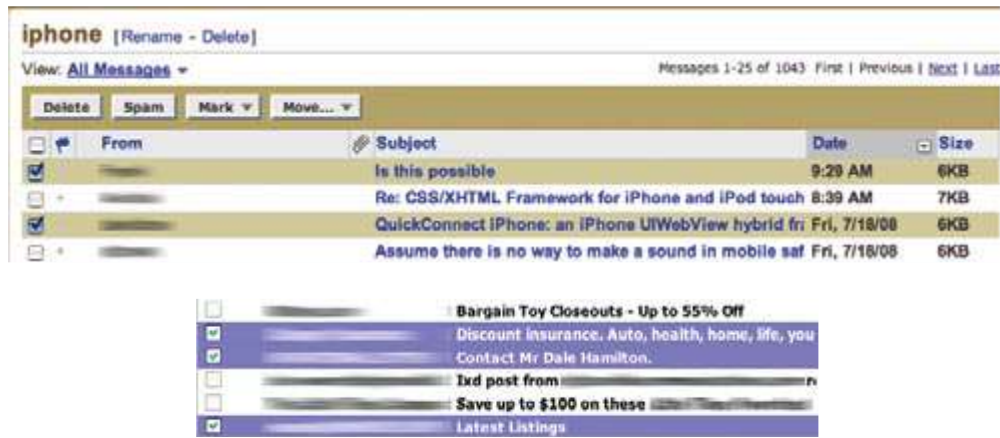 iphone [Rename - Delete]
View: All Messages Messages 1-25 of 1043 First | Previous | Next | Last
Delete Spam Mark Move...
From Subject Date Size
Is this possible 9:29 AM 6KB
Re: CSS/XHTML Framework for iPhone and iPod touch 8:39 AM 7KB
QuickConnect iPhone: an iPhone UIWebView hybrid fra Fri, 7/18/08 6KB
Assume there is no way to make a sound in mobile saf Fri, 7/18/08 6KB
Bargain Toy Closeouts - Up to 55% Off
Discount insurance. Auto, health, home, life, you
Contact Mr Dale Hamilton.
Ixd post from
Save up to $100 on these
Latest Listings